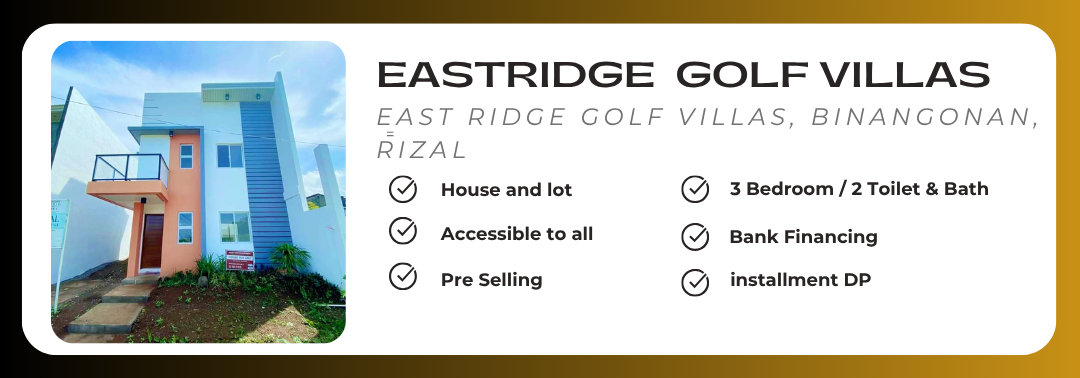 EASTRIDGE GOLF VILLAS
EAST RIDGE GOLF VILLAS, BINANGONAN,
=
RIZAL
House and lot
3 Bedroom / 2 Toilet & Bath
Accessible to all
Bank Financing
Pre Selling
installment DP